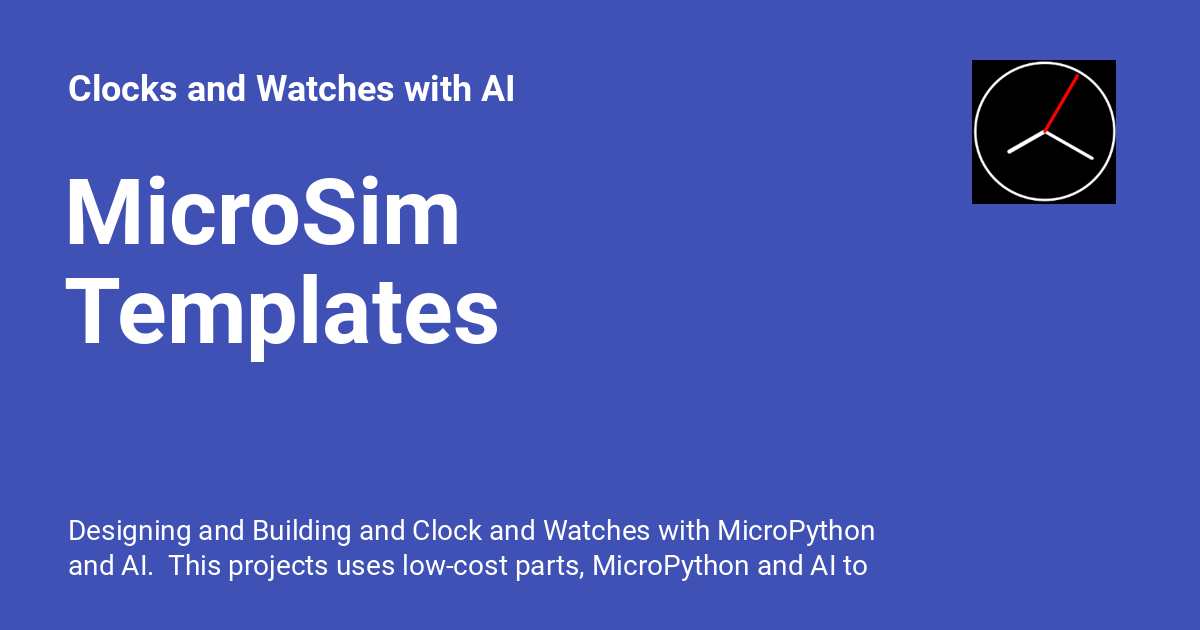 Clocks and Watches with AI
MicroSim
Templates
Designing and Building and Clock and Watches with MicroPython
and AI.  This projects uses low-cost parts, MicroPython and AI to